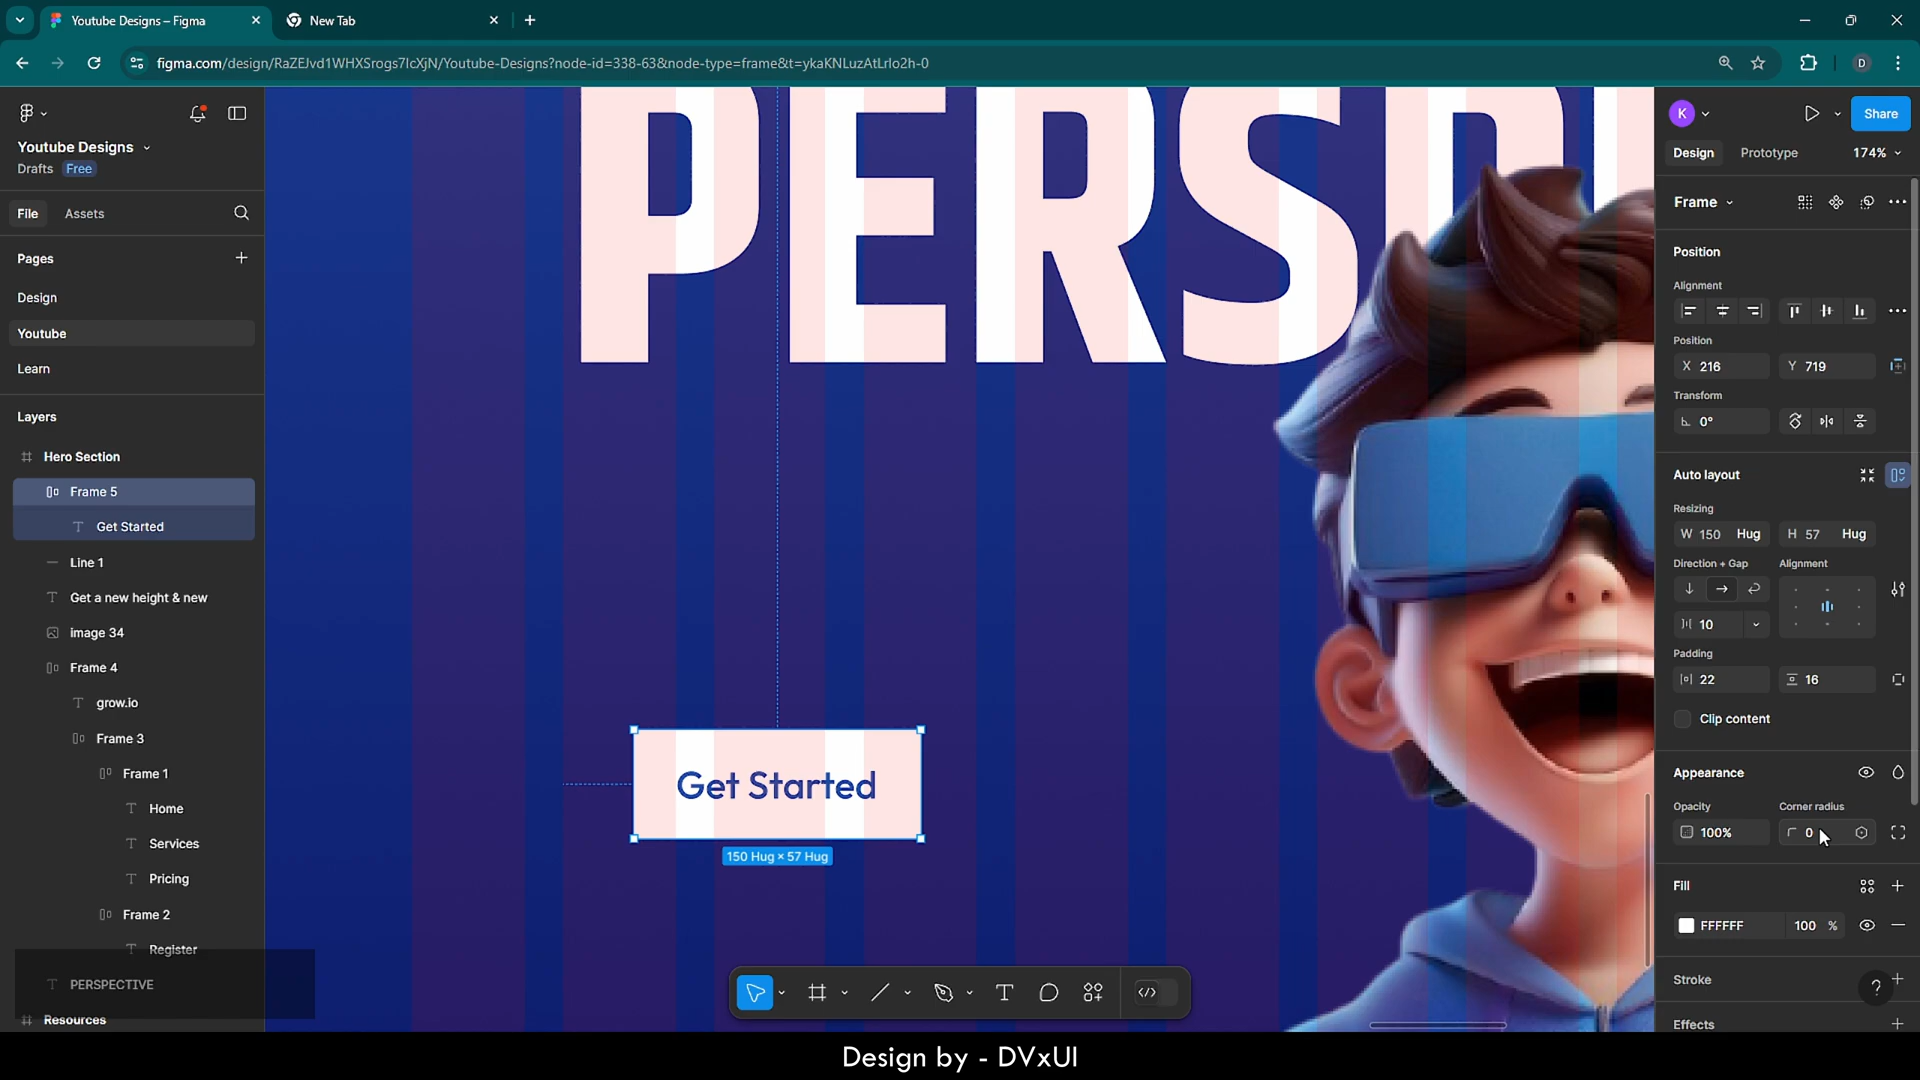 Youtube Designs – Figma
New Tab
figma.com/design/RaZEJvd1WHXSrogs7IcXjN/Youtube-Designs?node-id=338-63&node-type=frame&t=ykaKNLuzAtLrlo2h-0
D
Youtube Designs
Drafts Free
File Assets
Pages
Design
Youtube
Learn
Layers
Hero Section
Frame 5
Get Started
Line 1
Get a new height & new
image 34
Frame 4
grow.io
Frame 3
Frame 1
Home
Services
Pricing
Frame 2
Register
PERSPECTIVE
Resources
PERSP
Get Started
150 Hug × 57 Hug
K
Share
Design Prototype 174%
Frame
Position
Alignment
Position
X 216 Y 719
Transform
0°
Auto layout
Resizing
W 150 Hug H 57 Hug
Direction + Gap Alignment
10
Padding
22 16
Clip content
Appearance
Opacity Corner radius
100% 0
Fill
FFFFFF 100 %
Stroke
?
Effects
Design by - DVxUI